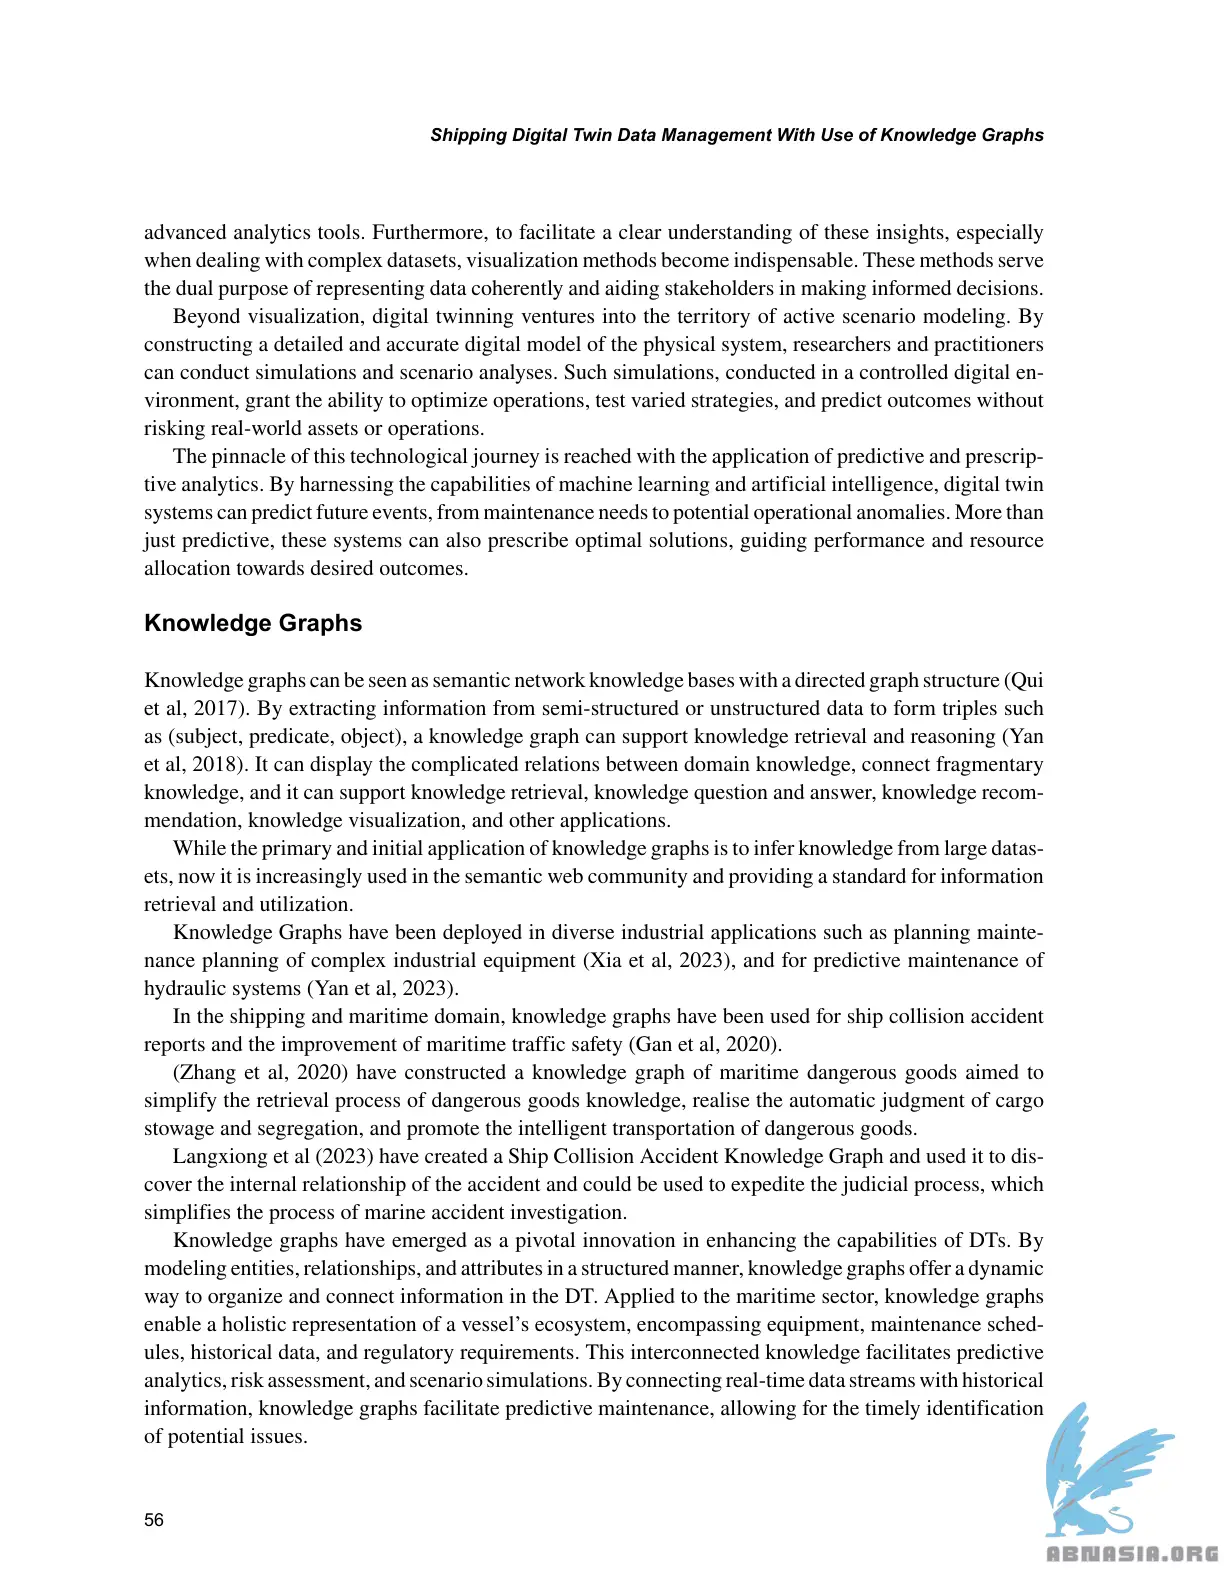 Shipping Digital Twin Data Management With Use of Knowledge Graphs
advanced analytics tools. Furthermore, to facilitate a clear understanding of these insights, especially
when dealing with complex datasets, visualization methods become indispensable. These methods serve
the dual purpose of representing data coherently and aiding stakeholders in making informed decisions.
Beyond visualization, digital twinning ventures into the territory of active scenario modeling. By
constructing a detailed and accurate digital model of the physical system, researchers and practitioners
can conduct simulations and scenario analyses. Such simulations, conducted in a controlled digital en-
vironment, grant the ability to optimize operations, test varied strategies, and predict outcomes without
risking real-world assets or operations.
The pinnacle of this technological journey is reached with the application of predictive and prescrip-
tive analytics. By harnessing the capabilities of machine learning and artificial intelligence, digital twin
systems can predict future events, from maintenance needs to potential operational anomalies. More than
just predictive, these systems can also prescribe optimal solutions, guiding performance and resource
allocation towards desired outcomes.
Knowledge Graphs
Knowledge graphs can be seen as semantic network knowledge bases with a directed graph structure (Qui
et al, 2017). By extracting information from semi-structured or unstructured data to form triples such
as (subject, predicate, object), a knowledge graph can support knowledge retrieval and reasoning (Yan
et al, 2018). It can display the complicated relations between domain knowledge, connect fragmentary
knowledge, and it can support knowledge retrieval, knowledge question and answer, knowledge recom-
mendation, knowledge visualization, and other applications.
While the primary and initial application of knowledge graphs is to infer knowledge from large datas-
ets, now it is increasingly used in the semantic web community and providing a standard for information
retrieval and utilization.
Knowledge Graphs have been deployed in diverse industrial applications such as planning mainte-
nance planning of complex industrial equipment (Xia et al, 2023), and for predictive maintenance of
hydraulic systems (Yan et al, 2023).
In the shipping and maritime domain, knowledge graphs have been used for ship collision accident
reports and the improvement of maritime traffic safety (Gan et al, 2020).
(Zhang et al, 2020) have constructed a knowledge graph of maritime dangerous goods aimed to
simplify the retrieval process of dangerous goods knowledge, realise the automatic judgment of cargo
stowage and segregation, and promote the intelligent transportation of dangerous goods.
Langxiong et al (2023) have created a Ship Collision Accident Knowledge Graph and used it to dis-
cover the internal relationship of the accident and could be used to expedite the judicial process, which
simplifies the process of marine accident investigation.
Knowledge graphs have emerged as a pivotal innovation in enhancing the capabilities of DTs. By
modeling entities, relationships, and attributes in a structured manner, knowledge graphs offer a dynamic
way to organize and connect information in the DT. Applied to the maritime sector, knowledge graphs
enable a holistic representation of a vessel's ecosystem, encompassing equipment, maintenance sched-
ules, historical data, and regulatory requirements. This interconnected knowledge facilitates predictive
analytics, risk assessment, and scenario simulations. By connecting real-time data streams with historical
information, knowledge graphs facilitate predictive maintenance, allowing for the timely identification
of potential issues.
56
ABNASIA.ORG